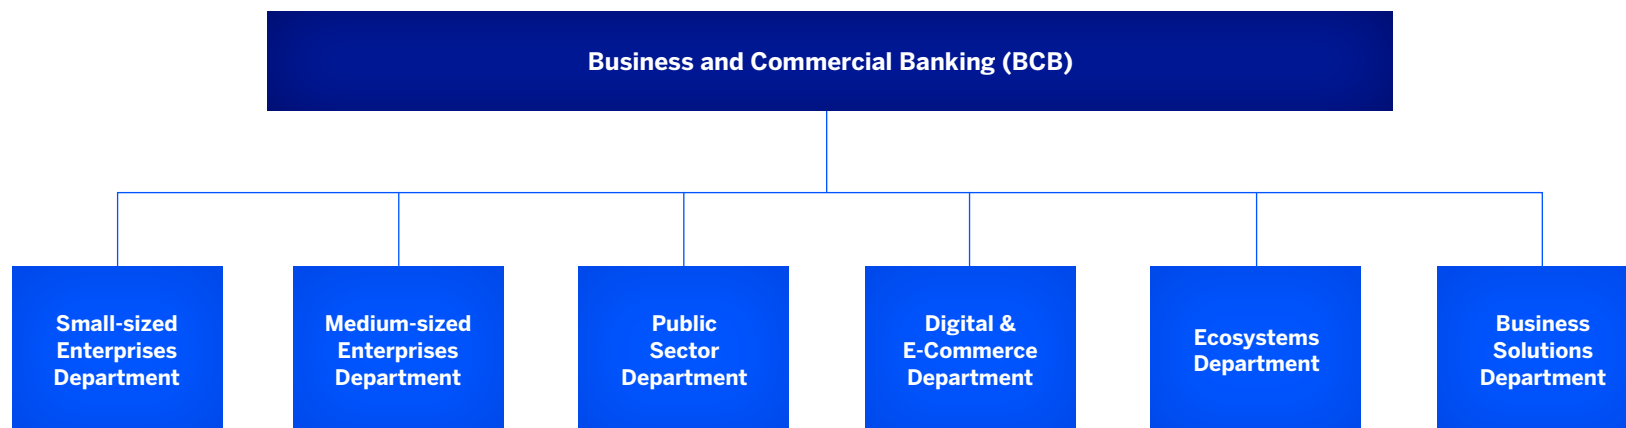 Business and Commercial Banking (BCB)
Small-sized
Enterprises
Department
Medium-sized
Enterprises
Department
Public
Sector
Department
Digital &
E-Commerce
Department
Ecosystems
Department
Business
Solutions
Department